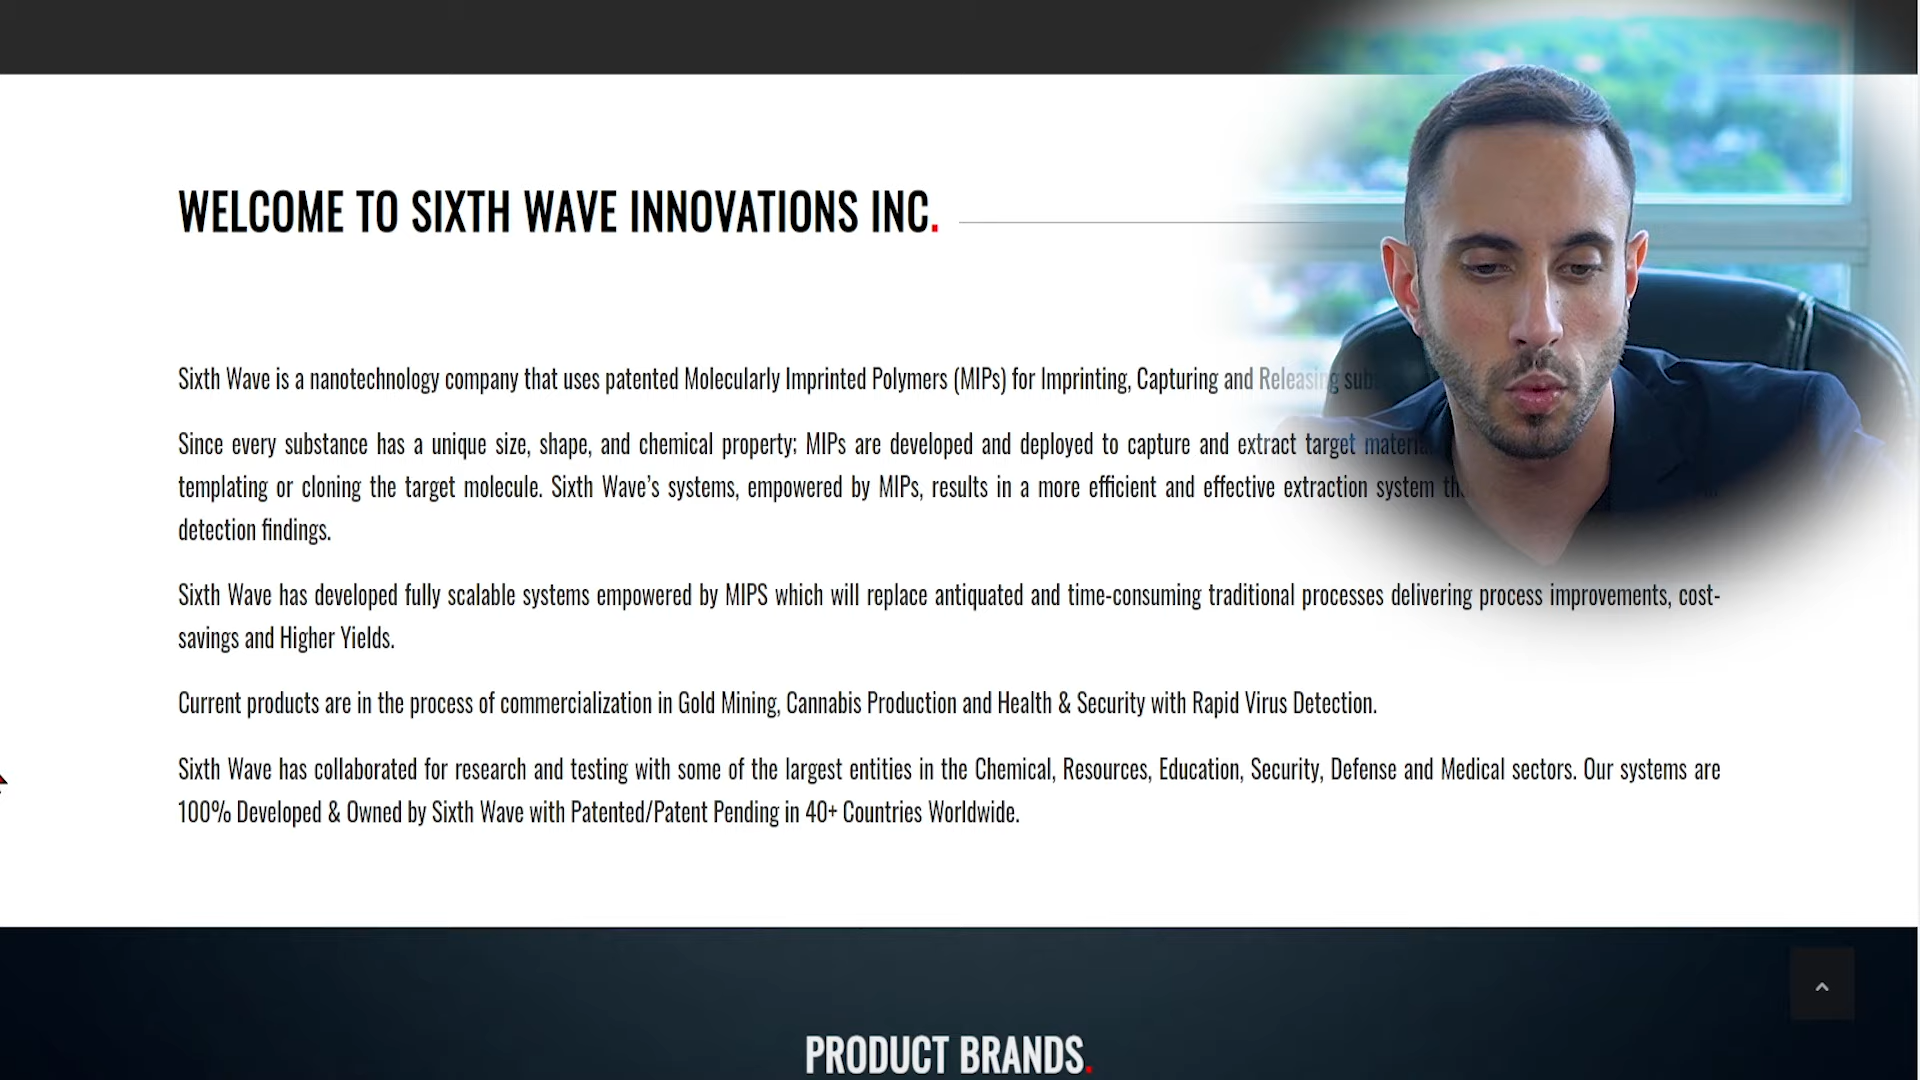 WELCOME TO SIXTH WAVE INNOVATIONS INC.
Sixth Wave is a nanotechnology company that uses patented Molecularly Imprinted Polymers (MIPs) for Imprinting, Capturing and Releasing
Since every substance has a unique size, shape, and chemical property; MIPs are developed and deployed to capture and extract target
templating or cloning the target molecule. Sixth Wave’s systems, empowered by MIPs, results in a more efficient and effective extraction system
detection findings.
Sixth Wave has developed fully scalable systems empowered by MIPS which will replace antiquated and time-consuming traditional processes delivering process improvements, cost-
savings and Higher Yields.
Current products are in the process of commercialization in Gold Mining, Cannabis Production and Health & Security with Rapid Virus Detection.
Sixth Wave has collaborated for research and testing with some of the largest entities in the Chemical, Resources, Education, Security, Defense and Medical sectors. Our systems are
100% Developed & Owned by Sixth Wave with Patented/Patent Pending in 40+ Countries Worldwide.
PRODUCT BRANDS.